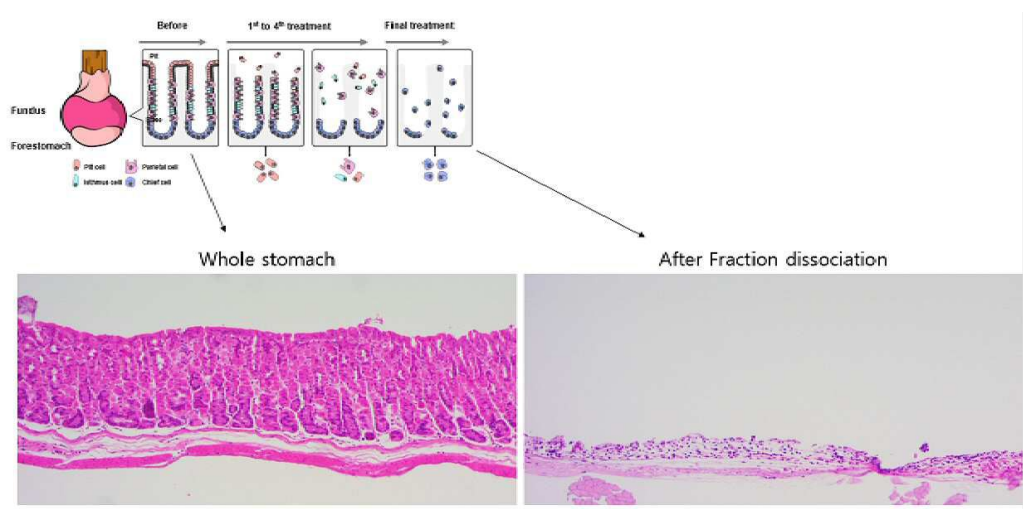 Before
1st to 4th treatment
Final treatment
Pit
Fundus
Forestomach
Pit cell
Parietal cell
Isthmus cell
Chief cell
Whole stomach
After Fraction dissociation